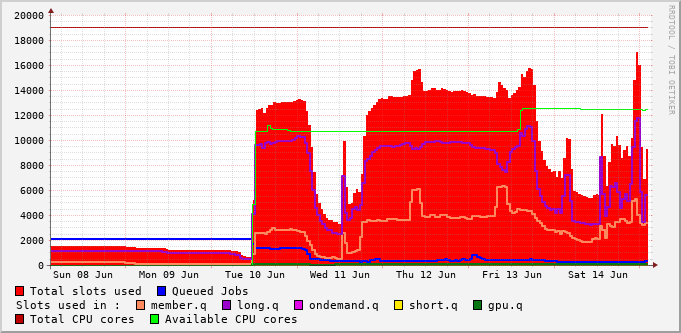 20000
18000
16000
14000
12000
10000
8000
6000
4000
2000
0
Sun 08 Jun Mon 09 Jun Tue 10 Jun Wed 11 Jun Thu 12 Jun Fri 13 Jun Sat 14 Jun
Total slots used Queued Jobs
Slots used in : member.q long.q ondemand.q short.q gpu.q
Total CPU cores Available CPU cores
RRDTOOL / TOBI OETIKER